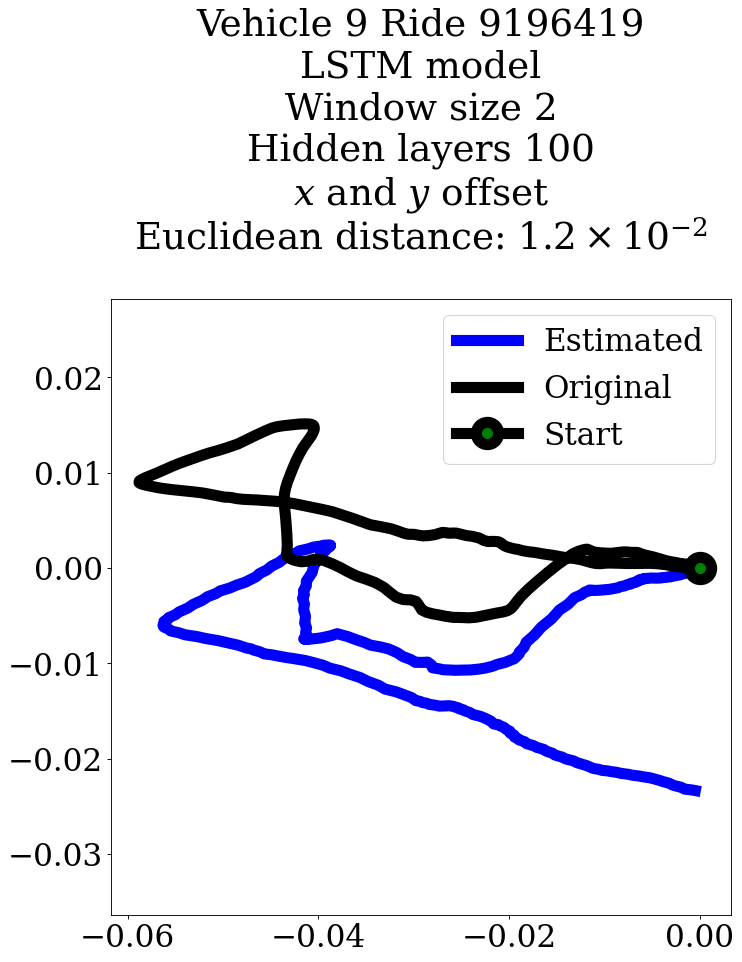 Vehicle 9 Ride 9196419
LSTM model
Window size 2
Hidden layers 100
x and y offset
Euclidean distance: 1.2 × 10⁻²
Estimated
Original
Start
0.02
0.01
0.00
−0.01
−0.02
−0.03
−0.06
−0.04
−0.02
0.00